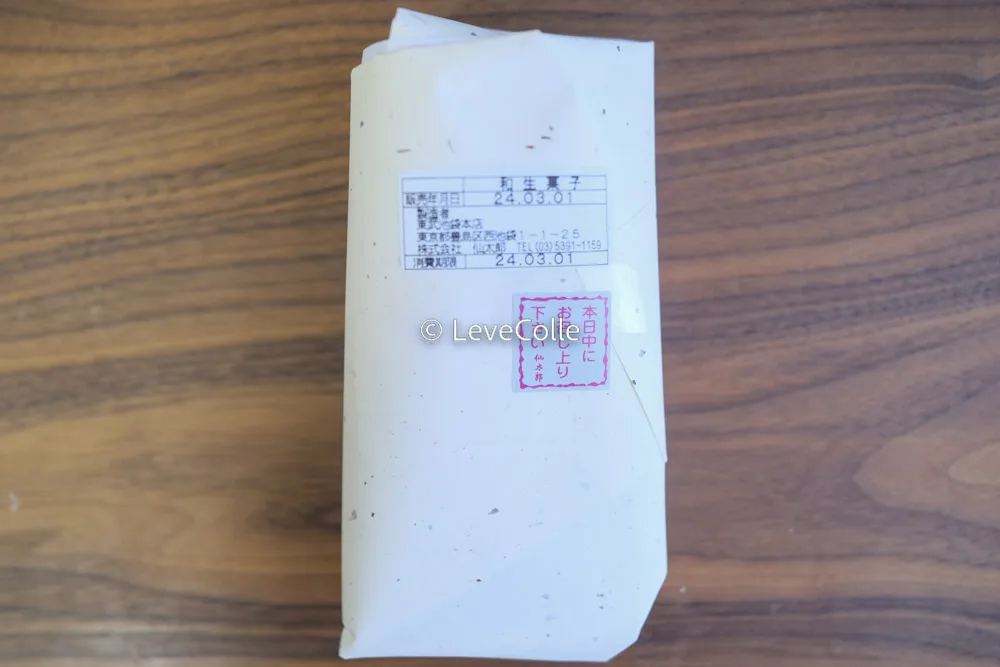 和生菓子
販売年月日 24.03.01
製造者
東武池袋本店
東京都豊島区西池袋1-1-25
株式会社 仙太郎 TEL(03)5391-1159
消費期限 24.03.01
本日中に
お召し上り
下さい 仙太郎
© LeveColle